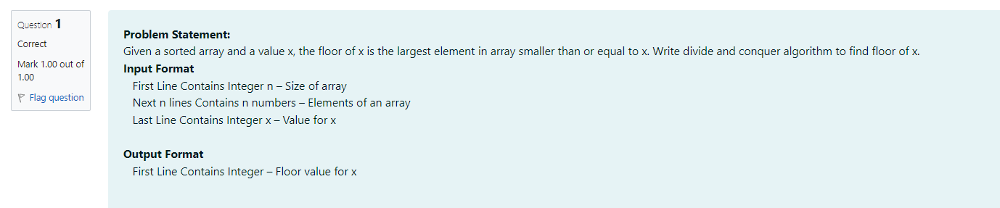 Question 1
Correct
Mark 1.00 out of
1.00
Flag question
Problem Statement:
Given a sorted array and a value x, the floor of x is the largest element in array smaller than or equal to x. Write divide and conquer algorithm to find floor of x.
Input Format
First Line Contains Integer n – Size of array
Next n lines Contains n numbers – Elements of an array
Last Line Contains Integer x – Value for x
Output Format
First Line Contains Integer – Floor value for x